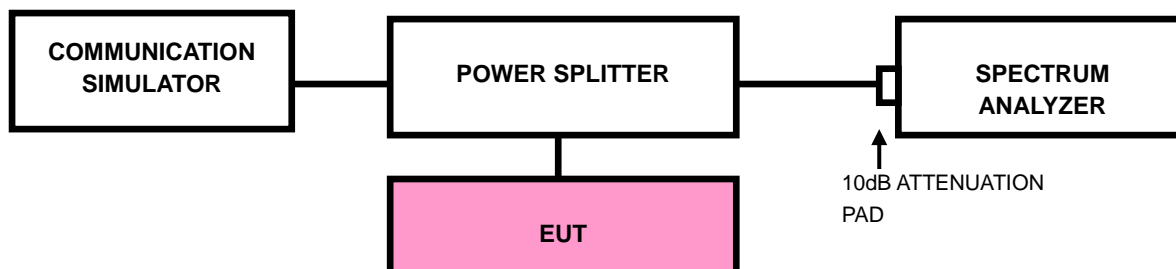 COMMUNICATION
SIMULATOR
POWER SPLITTER
SPECTRUM
ANALYZER
10dB ATTENUATION
PAD
EUT